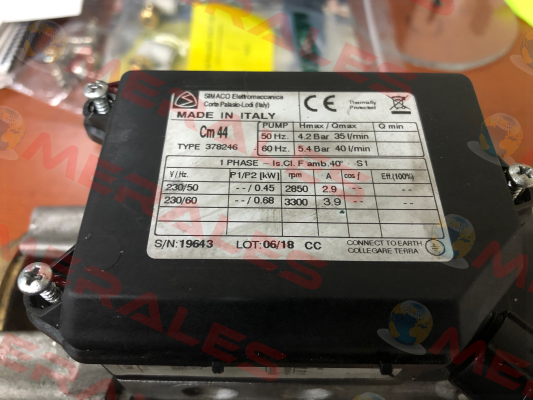 SIMACO Elettromeccanica
Corte Palasio-Lodi (Italy)
MADE IN ITALY
CE
Thermally
Protected
Cm 44
TYPE 378246
PUMP Hmax / Qmax Q min
50 Hz. 4.2 Bar 35 l/min
60 Hz. 5.4 Bar 40 l/min
1 PHASE ~ Is.Cl. F amb.40° - S1
V / Hz. P1/P2 [kW] rpm A cos / Eff.(100%)
230/50 - - / 0.45 2850 2.9 -
230/60 - - / 0.68 3300 3.9 -
S/N: 19643 LOT: 06/18 CC
CONNECT TO EARTH
COLLEGARE TERRA
MERALES